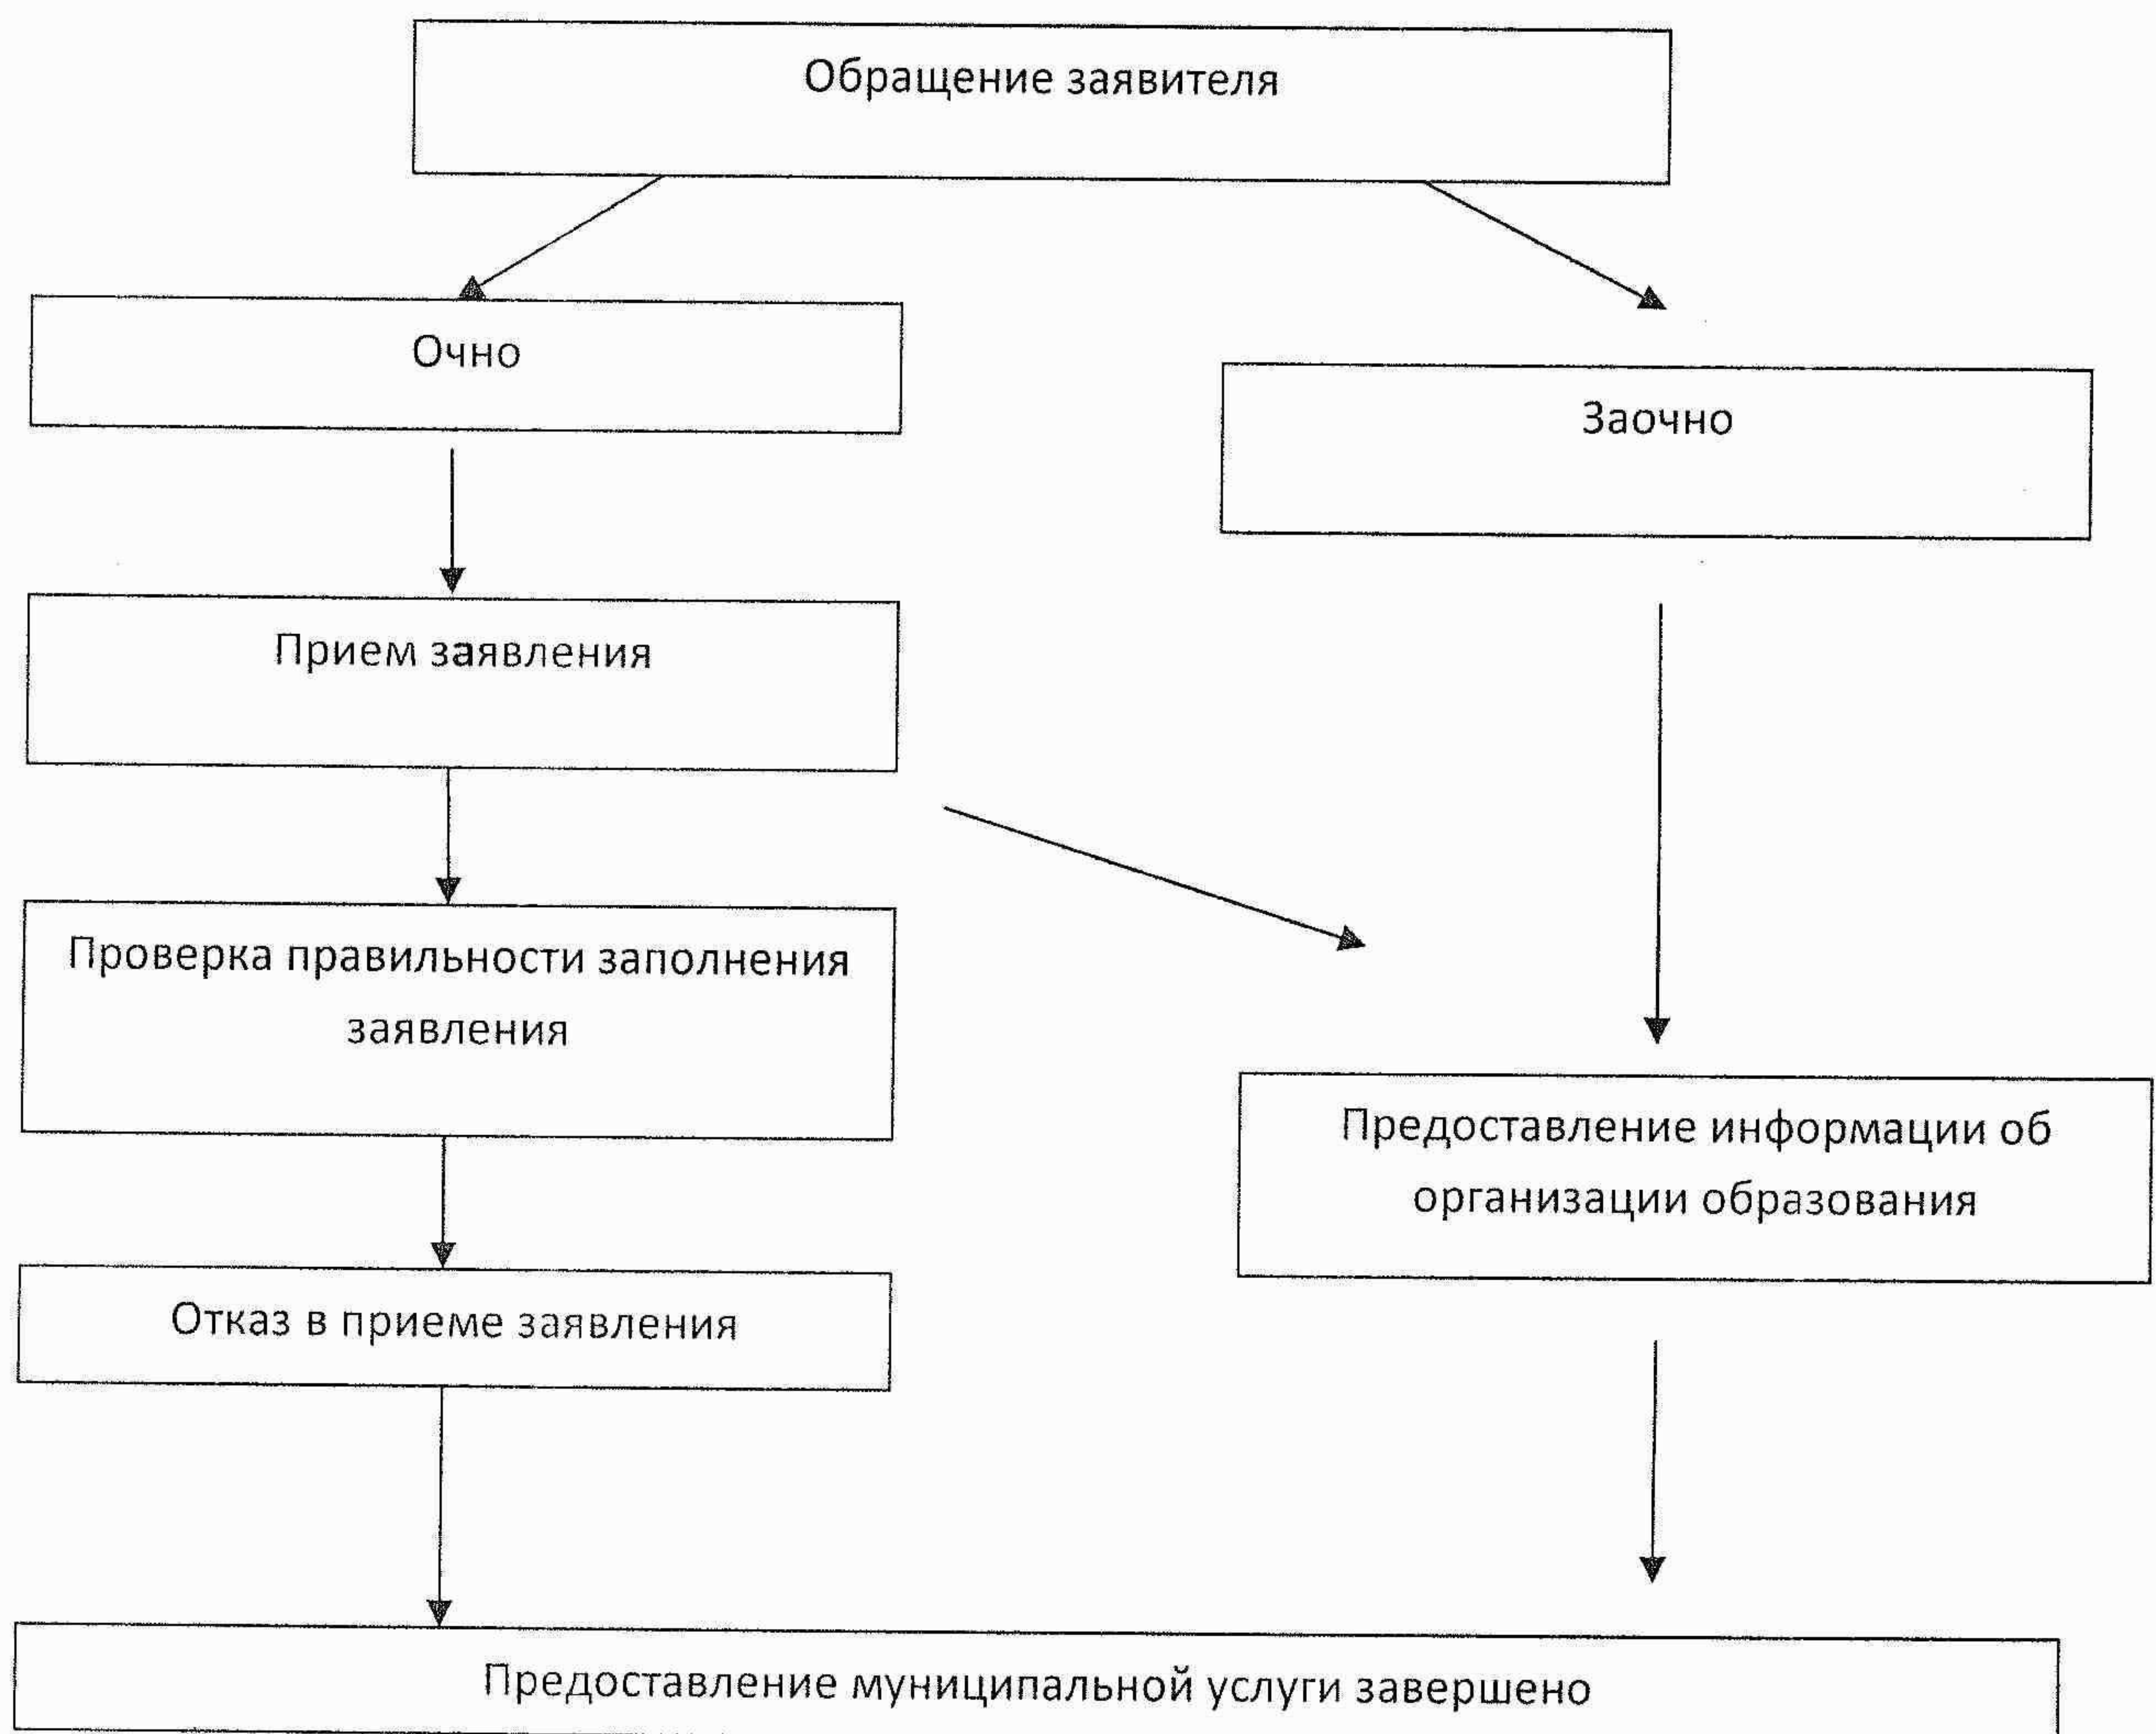 Обращение заявителя
Очно
Заочно
Прием заявления
Проверка правильности заполнения
заявления
Предоставление информации об
организации образования
Отказ в приеме заявления
Предоставление муниципальной услуги завершено